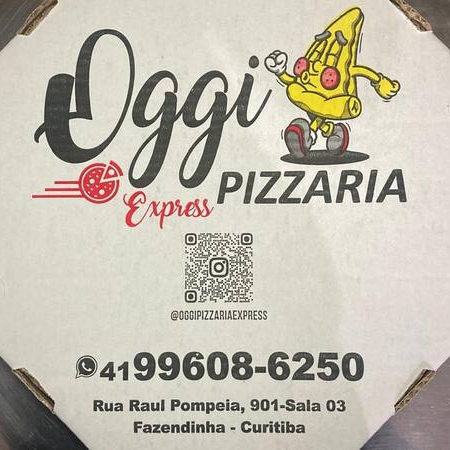 Oggi
PIZZARIA
Express
@OGGIPIZZARIAEXPRESS
41 99608-6250
Rua Raul Pompeia, 901-Sala 03
Fazendinha - Curitiba